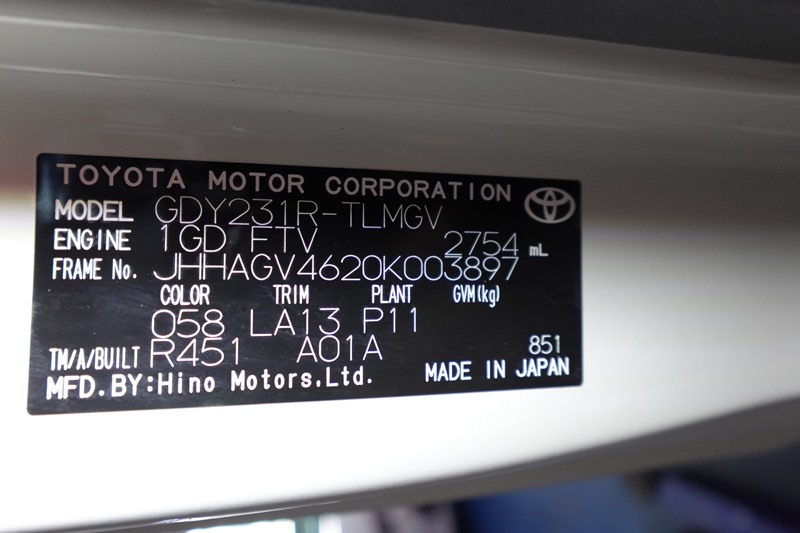 TOYOTA MOTOR CORPORATION
MODEL GDY231R-TLMGV
ENGINE 1GD FTV 2754 mL
FRAME No. JHHAGV4620K003897
COLOR TRIM PLANT GVM(kg)
058 LA13 P11
TM/A/BUILT R451 A01A 851
MFD. BY:Hino Motors,Ltd. MADE IN JAPAN